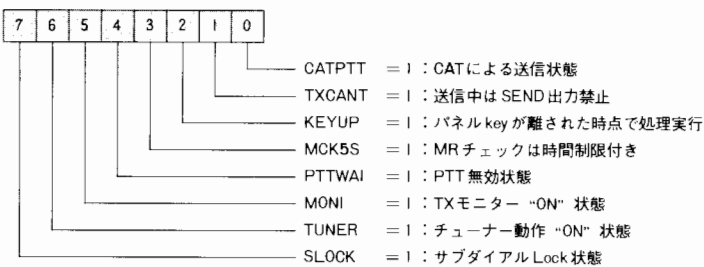 7 6 5 4 3 2 1 0
CATPTT = 1 : CATによる送信状態
TXCANT = 1 : 送信中はSEND出力禁止
KEYUP = 1 : パネルkeyが離された時点で処理実行
MCK5S = 1 : MRチェックは時間制限付き
PTTWAI = 1 : PTT無効状態
MONI = 1 : TXモニター “ON” 状態
TUNER = 1 : チューナー動作 “ON” 状態
SLOCK = 1 : サブダイアルLock状態